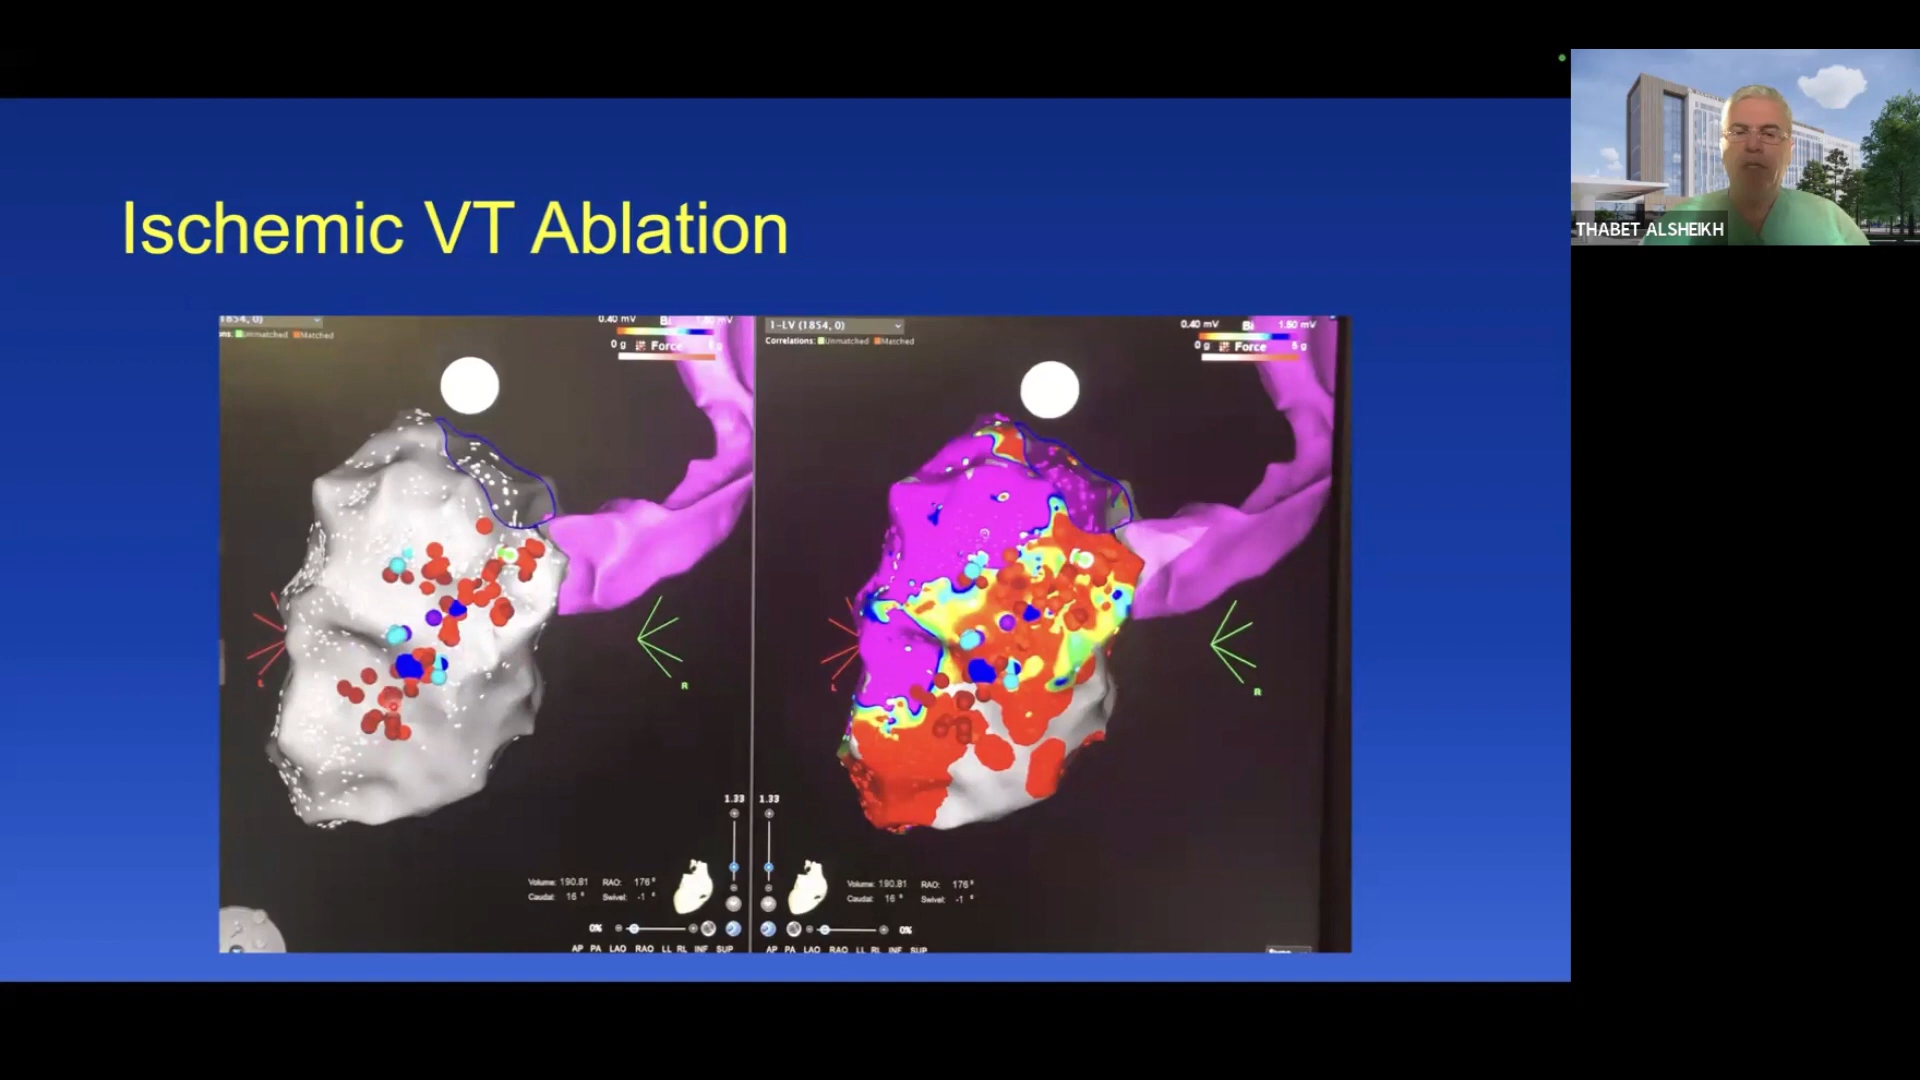 THABET ALSHEIKH
Ischemic VT Ablation
1854, 0)
Unmatched Matched
0.40 mV Bi 1.50 mV
0 g Force g
1-LV (1854, 0)
Correlations: Unmatched Matched
0.40 mV Bi 1.50 mV
0 g Force 5 g
L
R
L
R
1.33
1.33
Volume: 190.81 RAO: 176°
Caudal: 16 ° Swivel: -1 °
0%
AP PA LAO RAO LL RL INF SUP
Volume: 190.81 RAO: 176°
Caudal: 16 ° Swivel: -1 °
0%
AP PA LAO RAO LL RL INF SUP